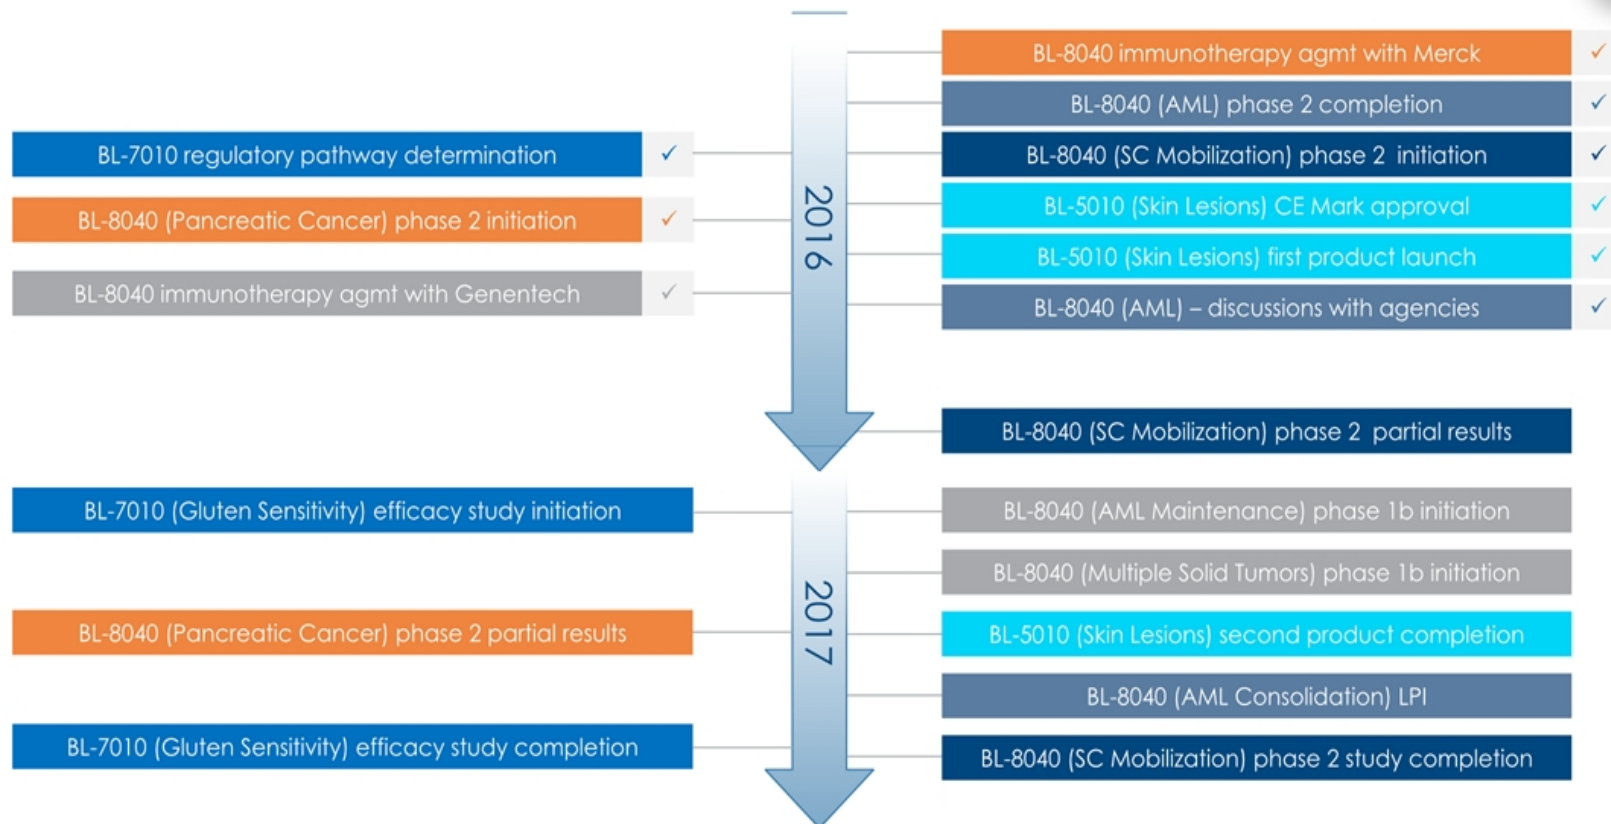 BL-8040 immunotherapy agmt with Merck ✓
BL-8040 (AML) phase 2 completion ✓
BL-7010 regulatory pathway determination ✓
BL-8040 (SC Mobilization) phase 2 initiation ✓
BL-8040 (Pancreatic Cancer) phase 2 initiation ✓
BL-5010 (Skin Lesions) CE Mark approval ✓
2016
BL-5010 (Skin Lesions) first product launch ✓
BL-8040 immunotherapy agmt with Genentech ✓
BL-8040 (AML) – discussions with agencies ✓
BL-8040 (SC Mobilization) phase 2 partial results
BL-7010 (Gluten Sensitivity) efficacy study initiation
BL-8040 (AML Maintenance) phase 1b initiation
BL-8040 (Multiple Solid Tumors) phase 1b initiation
2017
BL-8040 (Pancreatic Cancer) phase 2 partial results
BL-5010 (Skin Lesions) second product completion
BL-8040 (AML Consolidation) LPI
BL-7010 (Gluten Sensitivity) efficacy study completion
BL-8040 (SC Mobilization) phase 2 study completion